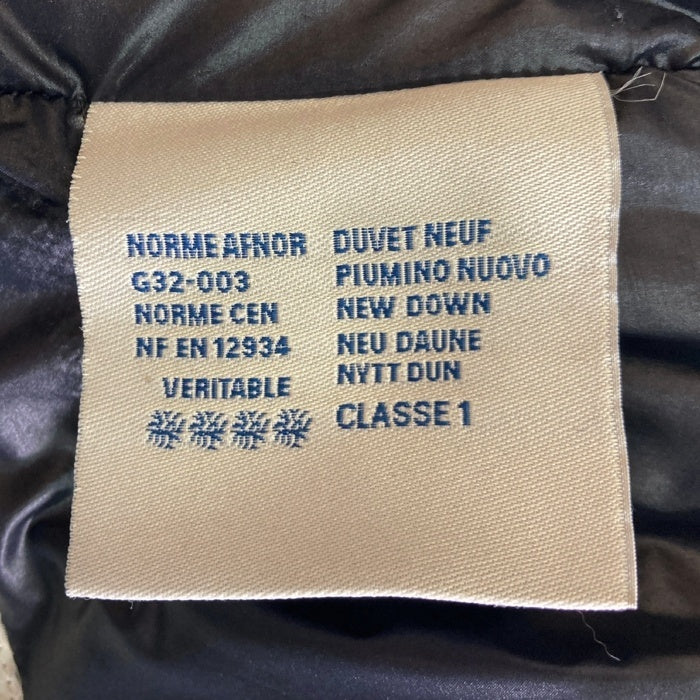 NORME AFNOR
G32-003
NORME CEN
NF EN 12934
VERITABLE
DUVET NEUF
PIUMINO NUOVO
NEW DOWN
NEU DAUNE
NYTT DUN
CLASSE 1